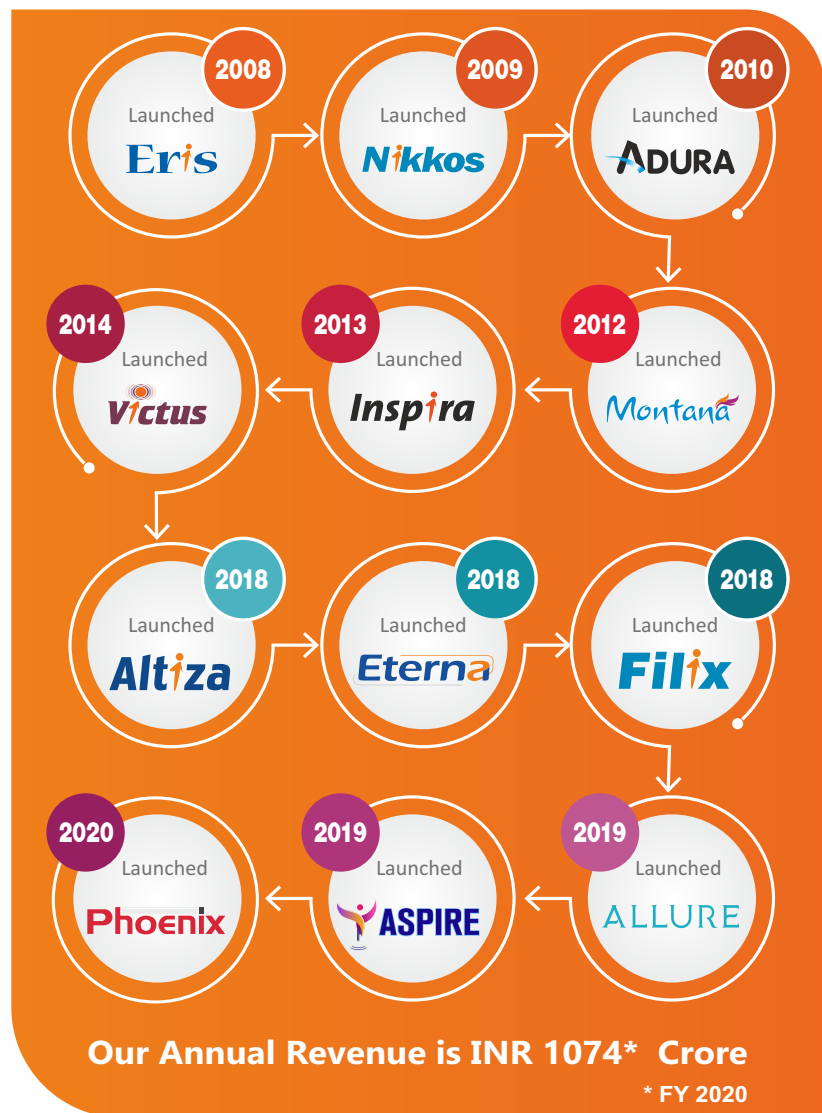 2008
Launched
Eris
2009
Launched
Nikkos
2010
Launched
ADURA
2012
Launched
Montana
2013
Launched
Inspira
2014
Launched
Victus
2018
Launched
Altiza
2018
Launched
Eterna
2018
Launched
Filix
2019
Launched
ALLURE
2019
Launched
ASPIRE
2020
Launched
Phoenix
Our Annual Revenue is INR 1074* Crore
* FY 2020